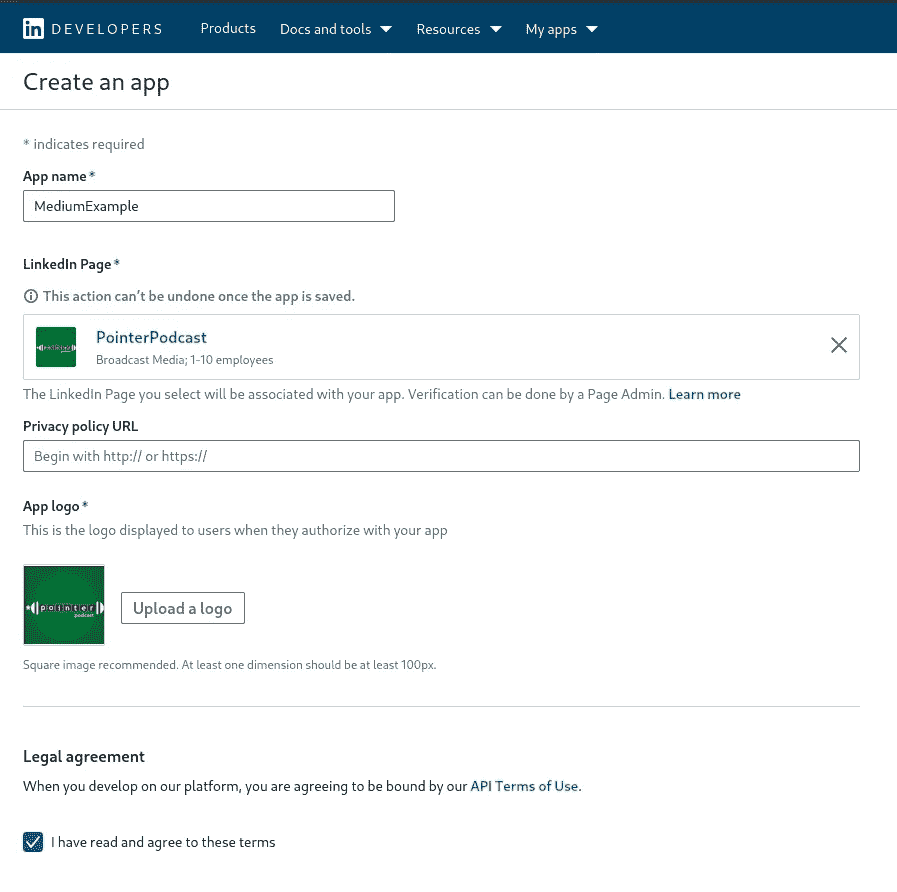 in DEVELOPERS Products Docs and tools Resources My apps
Create an app
* indicates required
App name*
MediumExample
LinkedIn Page*
This action can't be undone once the app is saved.
PointerPodcast
Broadcast Media; 1-10 employees
The LinkedIn Page you select will be associated with your app. Verification can be done by a Page Admin. Learn more
Privacy policy URL
Begin with http:// or https://
App logo*
This is the logo displayed to users when they authorize with your app
pointer
podcast
Upload a logo
Square image recommended. At least one dimension should be at least 100px.
Legal agreement
When you develop on our platform, you are agreeing to be bound by our API Terms of Use.
I have read and agree to these terms